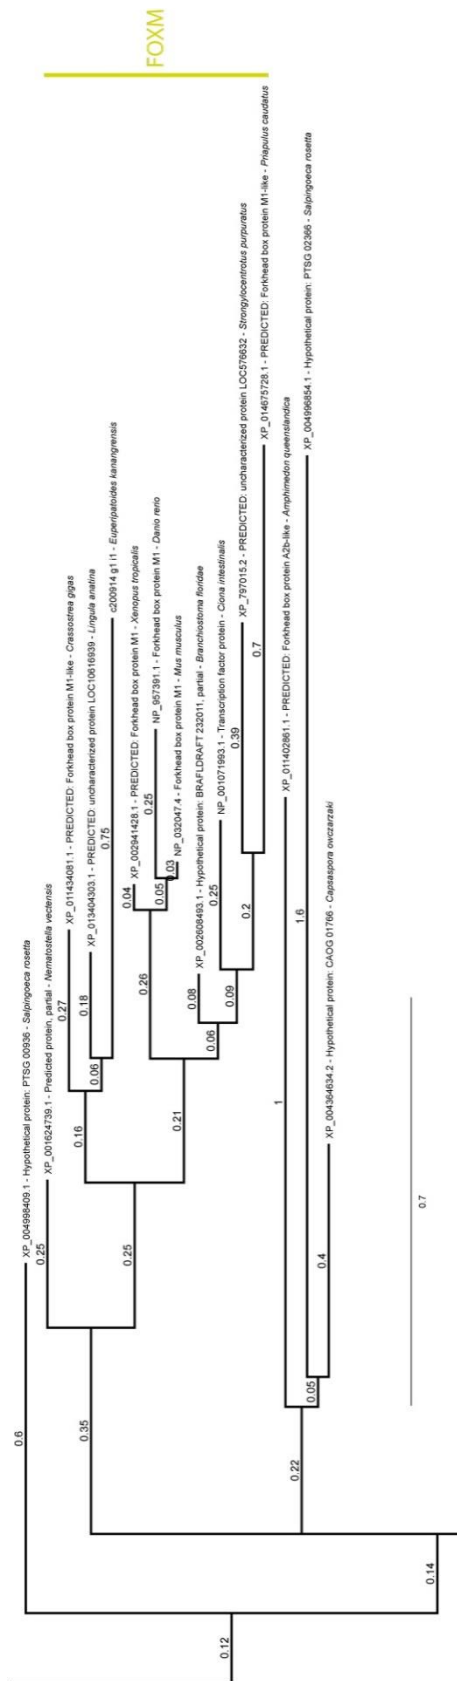 FOXM
0.6
XP_004998409.1 - Hypothetical protein: PTSG 00936 - Salpingoeca rosetta
0.25
XP_001624739.1 - Predicted protein, partial - Nematostella vectensis
0.27
XP_011434081.1 - PREDICTED: Forkhead box protein M1-like - Crassostrea gigas
0.16
0.18
XP_013404303.1 - PREDICTED: uncharacterized protein LOC10616939 - Lingula anatina
0.06
0.75
c200914 g1 i1 - Euperipatoides kanangrensis
0.35
0.25
0.04
XP_002941428.1 - PREDICTED: Forkhead box protein M1 - Xenopus tropicalis
0.26
0.25
NP_957391.1 - Forkhead box protein M1 - Danio rerio
0.05
0.03
NP_032047.4 - Forkhead box protein M1 - Mus musculus
0.21
0.08
XP_002608493.1 - Hypothetical protein: BRAFLDRAFT 232011, partial - Branchiostoma floridae
0.06
0.25
NP_001071993.1 - Transcription factor protein - Ciona intestinalis
0.09
0.39
XP_797015.2 - PREDICTED: uncharacterized protein LOC576632 - Strongylocentrotus purpuratus
0.2
0.7
XP_014675728.1 - PREDICTED: Forkhead box protein M1-like - Priapulus caudatus
0.12
1
XP_011402861.1 - PREDICTED: Forkhead box protein A2b-like - Amphimedon queenslandica
0.22
1.6
XP_004996854.1 - Hypothetical protein: PTSG 02366 - Salpingoeca rosetta
0.05
0.4
XP_004364634.2 - Hypothetical protein: CAOG 01766 - Capsaspora owczarzaki
0.14
0.7